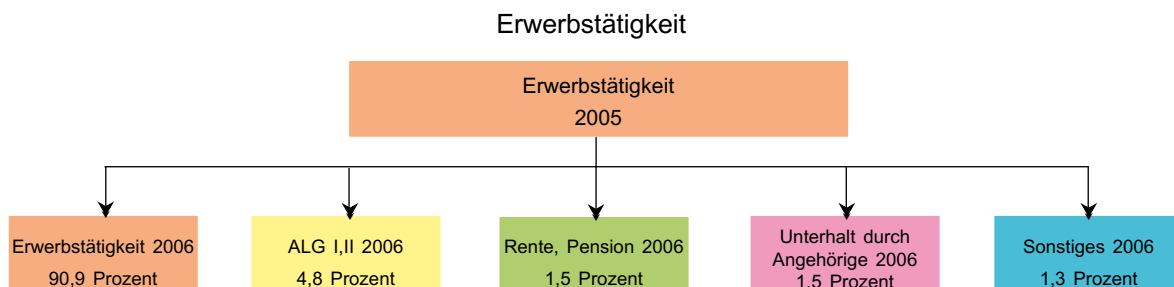 Erwerbstätigkeit
Erwerbstätigkeit
2005
Erwerbstätigkeit 2006
90,9 Prozent
ALG I,II 2006
4,8 Prozent
Rente, Pension 2006
1,5 Prozent
Unterhalt durch
Angehörige 2006
1,5 Prozent
Sonstiges 2006
1,3 Prozent